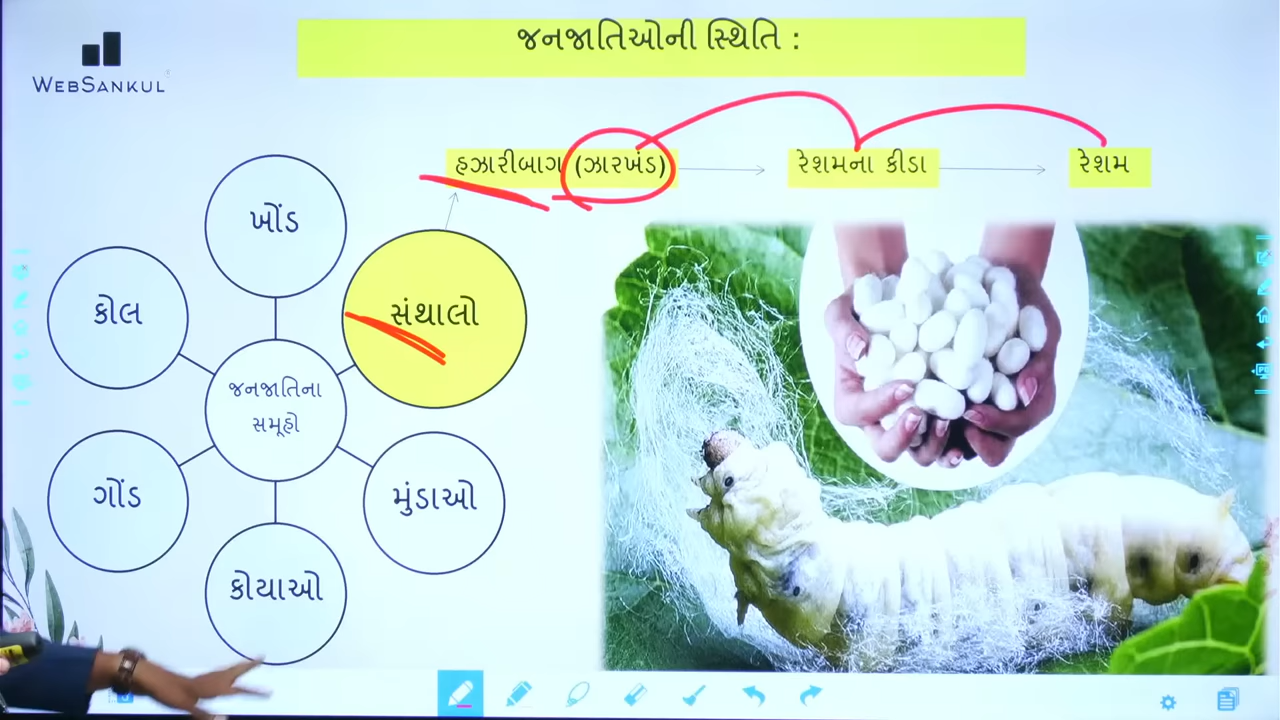 WEBSANKUL
જનજાતિઓની સ્થિતિ :
હઝારીબાગ (ઝારખંડ)
રેશમના કીડા
રેશમ
ખોંડ
કોલ
સંથાલો
જનજાતિના
સમૂહો
ગોંડ
મુંડાઓ
કોયાઓ